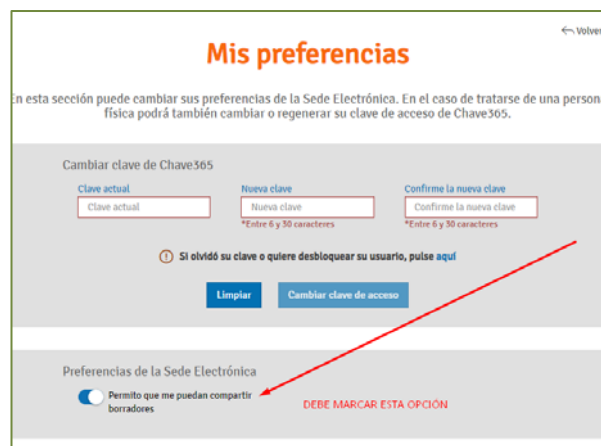 Volver
Mis preferencias
En esta sección puede cambiar sus preferencias de la Sede Electrónica. En el caso de tratarse de una persona
física podrá también cambiar o regenerar su clave de acceso de Chave365.
Cambiar clave de Chave365
Clave actual Nueva clave Confirme la nueva clave
Clave actual Nueva clave Confirme la nueva clave
*Entre 6 y 30 caracteres *Entre 6 y 30 caracteres
Si olvidó su clave o quiere desbloquear su usuario, pulse aquí
Limpiar Cambiar clave de acceso
Preferencias de la Sede Electrónica
Permito que me puedan compartir
borradores
DEBE MARCAR ESTA OPCIÓN